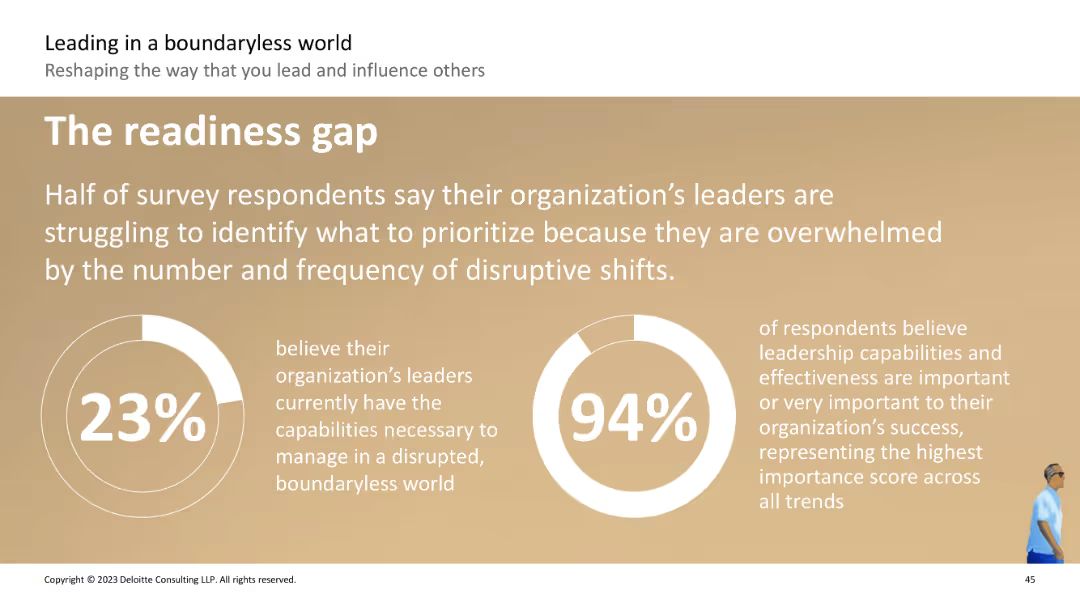 Leading in a boundaryless world
Reshaping the way that you lead and influence others
The readiness gap
Half of survey respondents say their organization’s leaders are
struggling to identify what to prioritize because they are overwhelmed
by the number and frequency of disruptive shifts.
23%
believe their
organization’s leaders
currently have the
capabilities necessary to
manage in a disrupted,
boundaryless world
94%
of respondents believe
leadership capabilities and
effectiveness are important
or very important to their
organization’s success,
representing the highest
importance score across
all trends
Copyright © 2023 Deloitte Consulting LLP. All rights reserved.
45